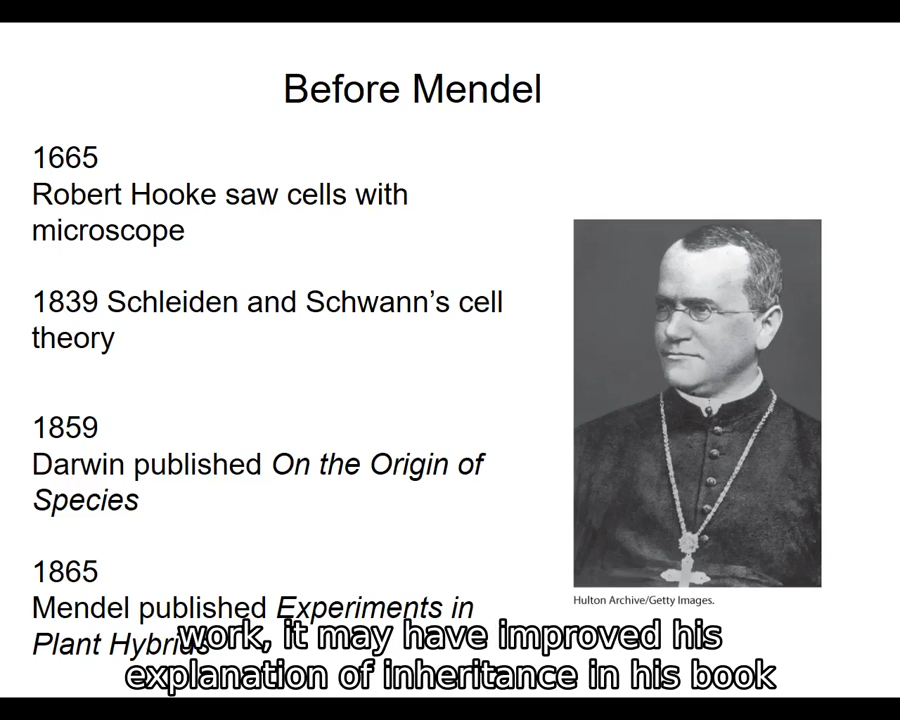 Before Mendel
1665
Robert Hooke saw cells with
microscope
1839 Schleiden and Schwann’s cell
theory
1859
Darwin published On the Origin of
Species
1865
Mendel published Experiments in
Plant Hybrids
Hulton Archive/Getty Images.
work, it may have improved his
explanation of inheritance in his book